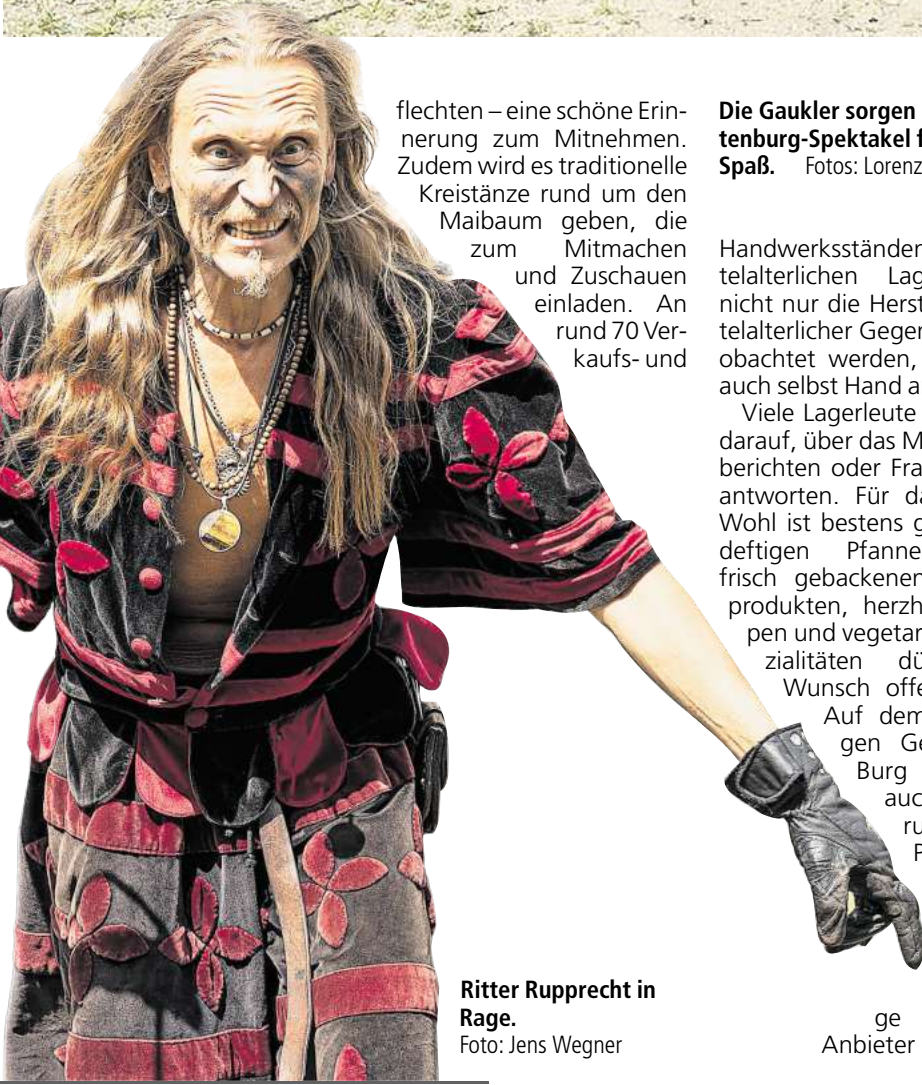 flechten – eine schöne Erin-
nerung zum Mitnehmen.
Zudem wird es traditionelle
Kreistänze rund um den
Maibaum geben, die
zum Mitmachen
und Zuschauen
einladen. An
rund 70 Ver-
kaufs- und
Ritter Rupprecht in
Rage.
Foto: Jens Wegner
Die Gaukler sorgen
tenburg-Spektakel f
Spaß. Fotos: Lorenz
Handwerksständen
telalterlichen Lag
nicht nur die Herst
telalterlicher Gegen
obachtet werden,
auch selbst Hand a
Viele Lagerleute
darauf, über das M
berichten oder Fra
antworten. Für da
Wohl ist bestens g
deftigen Pfanne
frisch gebackenen
produkten, herzh
pen und vegetar
zialitäten dü
Wunsch offe
Auf dem
gen Ge
Burg
auc
ru
P
ge
Anbieter